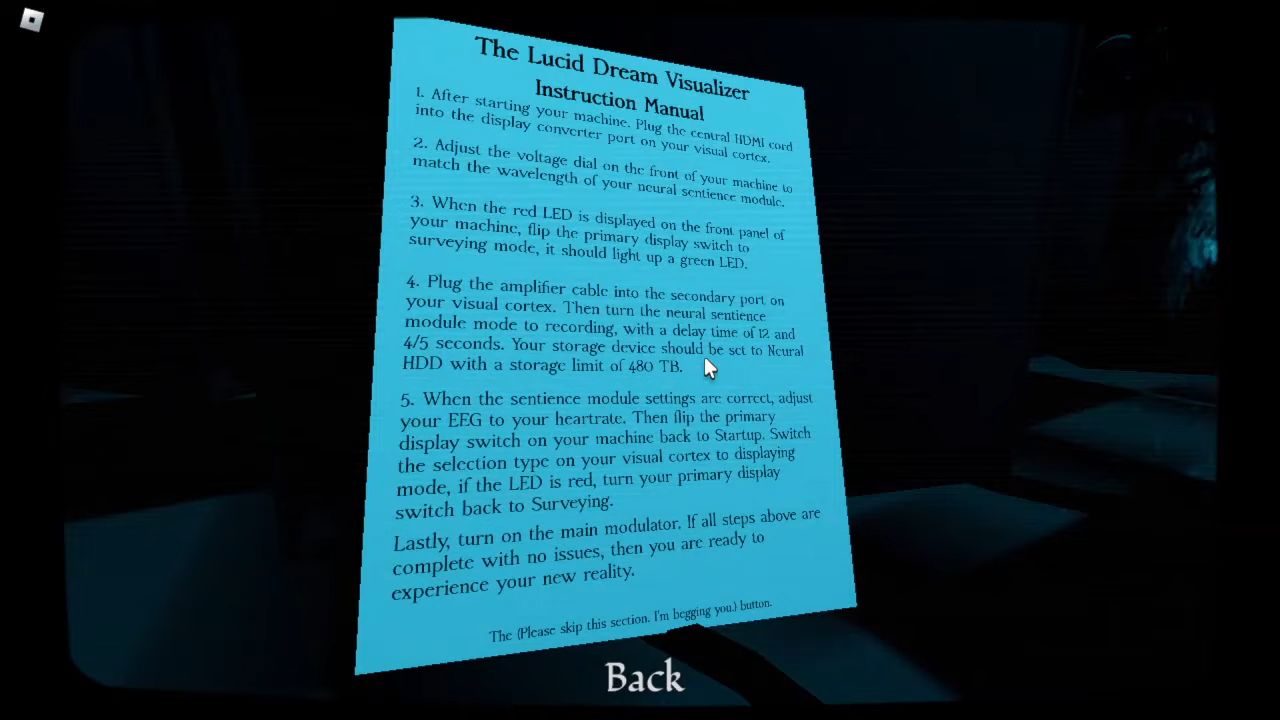 The Lucid Dream Visualizer
Instruction Manual
1. After starting your machine. Plug the central HDMI cord
into the display converter port on your visual cortex.
2. Adjust the voltage dial on the front of your machine to
match the wavelength of your neural sentience module.
3. When the red LED is displayed on the front panel of
your machine, flip the primary display switch to
surveying mode, it should light up a green LED.
4. Plug the amplifier cable into the secondary port on
your visual cortex. Then turn the neural sentience
module mode to recording, with a delay time of 12 and
4/5 seconds. Your storage device should be set to Neural
HDD with a storage limit of 480 TB.
5. When the sentience module settings are correct, adjust
your EEG to your heartrate. Then flip the primary
display switch on your machine back to Startup. Switch
the selection type on your visual cortex to displaying
mode, if the LED is red, turn your primary display
switch back to Surveying.
Lastly, turn on the main modulator. If all steps above are
complete with no issues, then you are ready to
experience your new reality.
The (Please skip this section. I'm begging you.) button.
Back